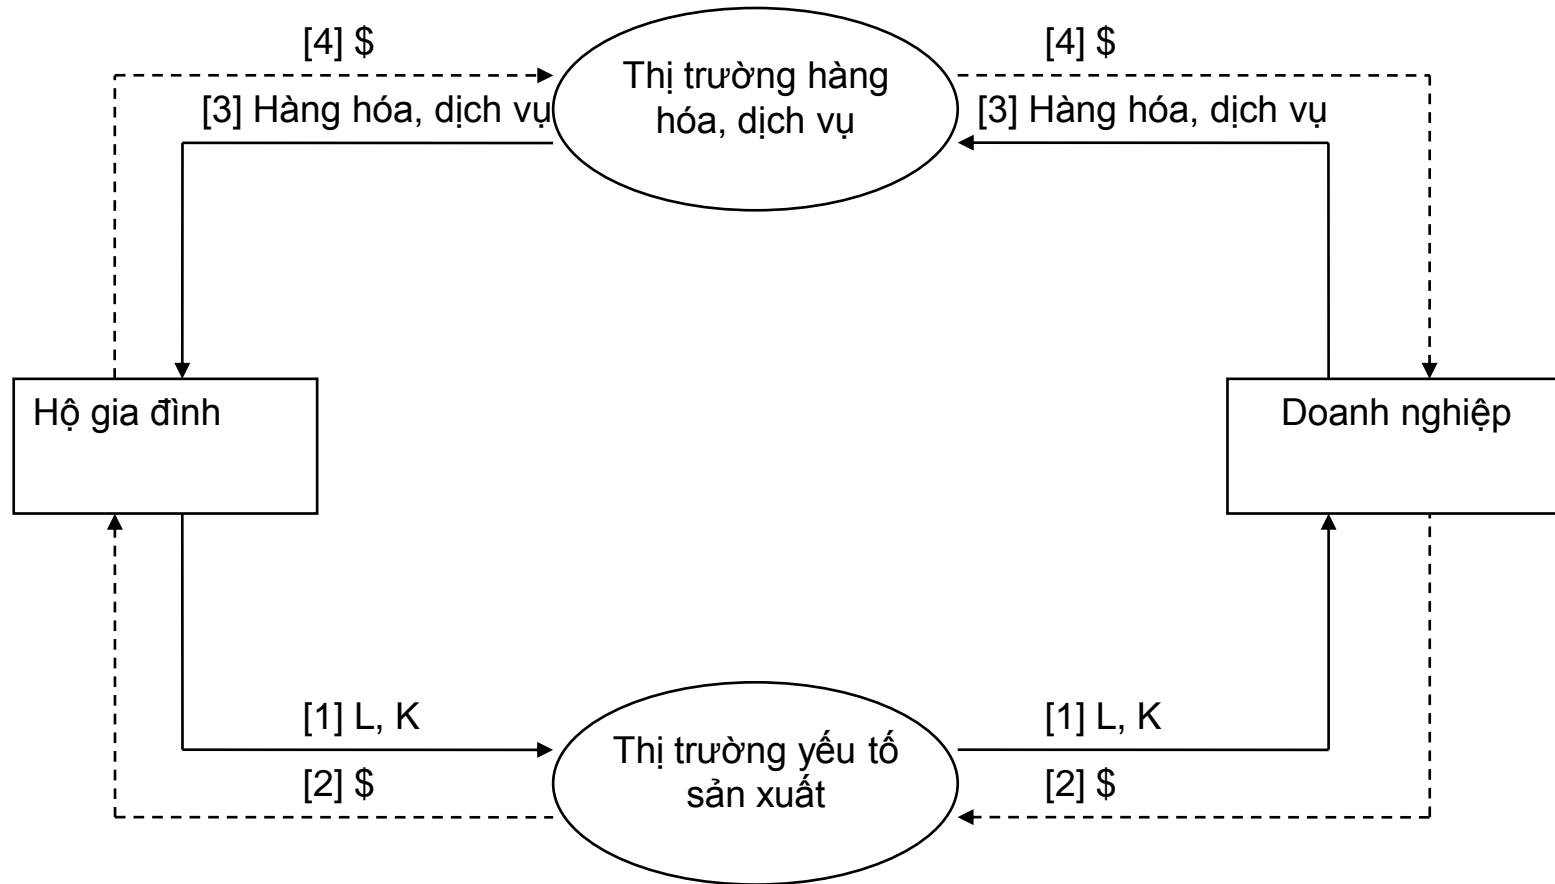 [4] $
[4] $
Thị trường hàng
hóa, dịch vụ
[3] Hàng hóa, dịch vụ
[3] Hàng hóa, dịch vụ
Hộ gia đình
Doanh nghiệp
[1] L, K
[1] L, K
Thị trường yếu tố
sản xuất
[2] $
[2] $